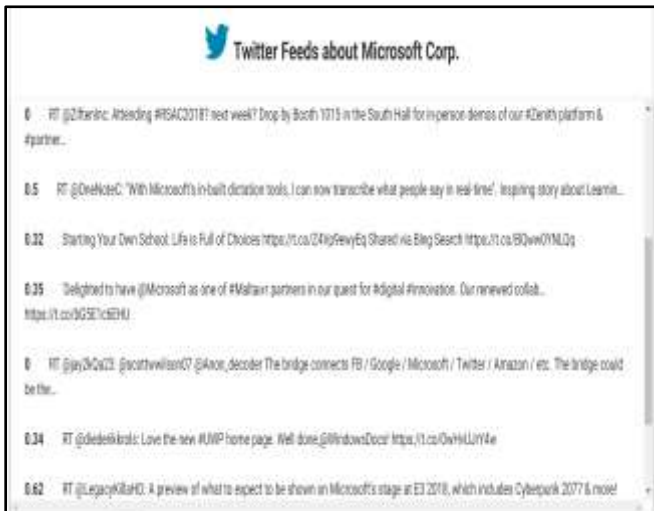 Twitter Feeds about Microsoft Corp.
0 RT @ZiftenInc: Attending #RSAC2018? next week? Drop by Booth 1015 in the South Hall for in-person demos of our #Zenith platform &
#partner...
0.5 RT @OneNoteC: "With Microsoft's in-built dictation tools, I can now transcribe what people say in real-time". Inspiring story about Learnin...
0.32 Starting Your Own School: Life is Full of Choices Shared via Bing Search
0.35 Delighted to have @Microsoft as one of partners in our quest for #digital #innovation. Our renewed collab...
0 RT @scottwwilson07 @Anon_decoder The bridge connects FB / Google / Microsoft / Twitter / Amazon / etc. The bridge could
be the...
0.34 RT @diederikkrols: Love the new #UWP home page. Well done @WindowsDocs!
0.62 RT @LegacyKillaHD: A preview of what to expect to be shown on Microsoft's stage at E3 2018, which includes Cyberpunk 2077 & more!